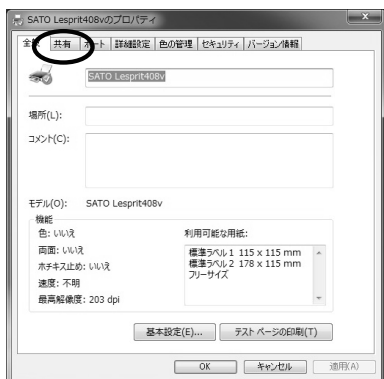 SATO Lesprit408vのプロパティ
全般 共有 ポート 詳細設定 色の管理 セキュリティ バージョン情報
SATO Lesprit408v
場所(L):
コメント(C):
モデル(O): SATO Lesprit408v
機能
色: いいえ
両面: いいえ
ホチキス止め: いいえ
速度: 不明
最高解像度: 203 dpi
利用可能な用紙:
標準ラベル1 115 x 115 mm
標準ラベル2 178 x 115 mm
フリーサイズ
基本設定(E)... テスト ページの印刷(T)
OK キャンセル 適用(A)